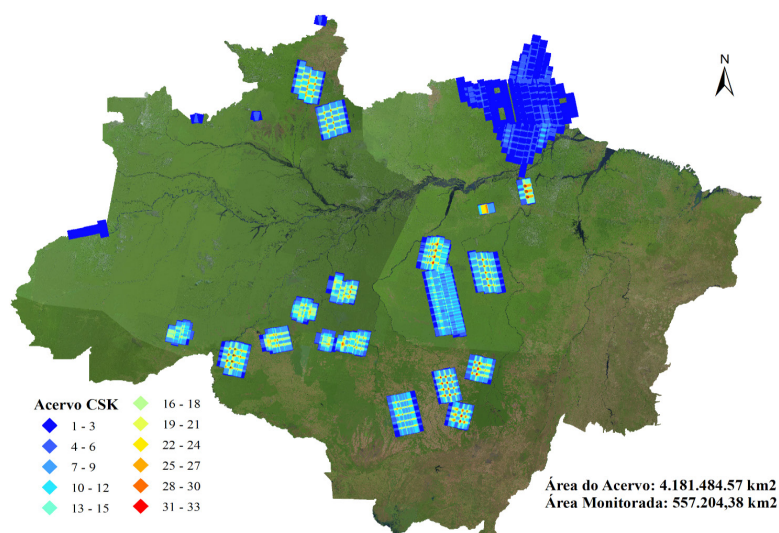 N
Acervo CSK
1 - 3
4 - 6
7 - 9
10 - 12
13 - 15
16 - 18
19 - 21
22 - 24
25 - 27
28 - 30
31 - 33
Área do Acervo: 4.181.484.57 km2
Área Monitorada: 557.204,38 km2